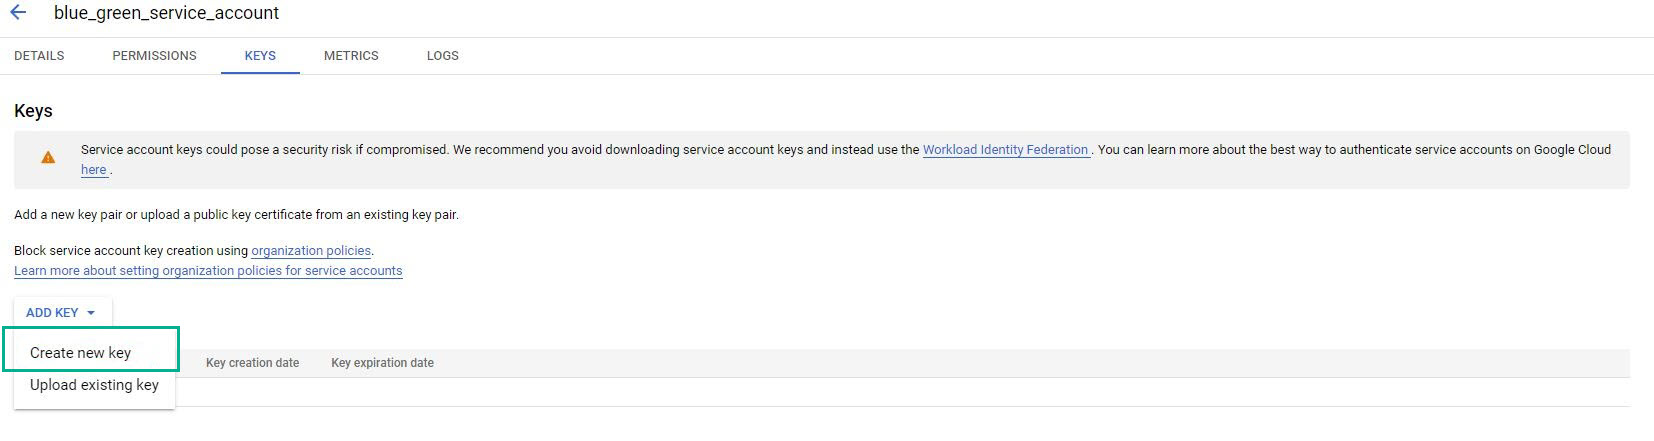 blue_green_service_account
DETAILS PERMISSIONS KEYS METRICS LOGS
Keys
Service account keys could pose a security risk if compromised. We recommend you avoid downloading service account keys and instead use the Workload Identity Federation . You can learn more about the best way to authenticate service accounts on Google Cloud
here .
Add a new key pair or upload a public key certificate from an existing key pair.
Block service account key creation using organization policies.
Learn more about setting organization policies for service accounts
ADD KEY
Create new key
Key creation date Key expiration date
Upload existing key